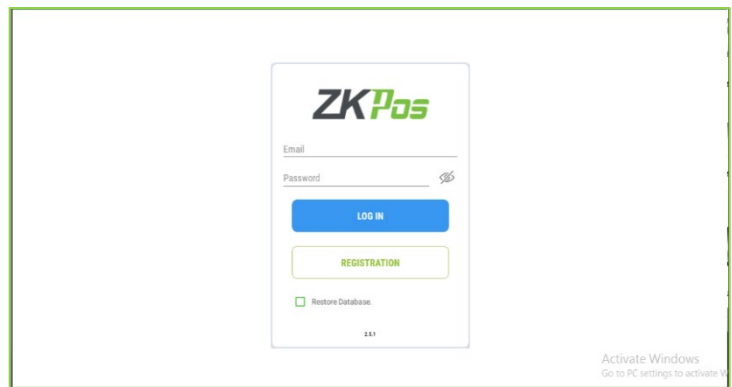 ZKPos
Email
Password
LOG IN
REGISTRATION
Restore Database.
2.5.1
Activate Windows
Go to PC settings to activate W